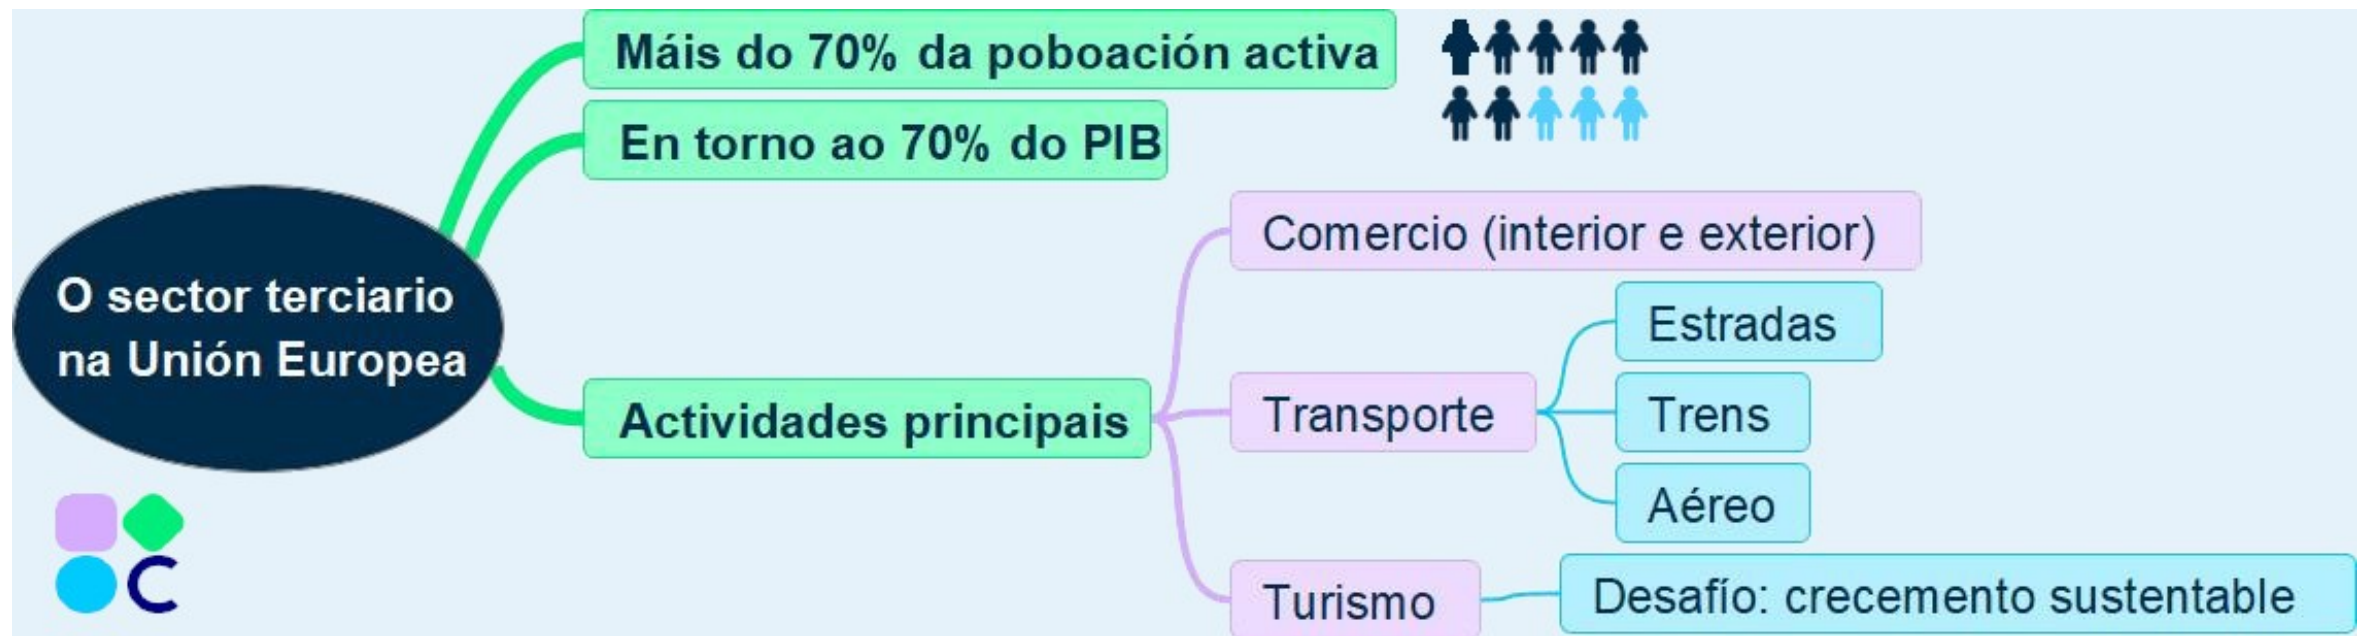 Máis do 70% da poboación activa
En torno ao 70% do PIB
O sector terciario
na Unión Europea
Actividades principais
Comercio (interior e exterior)
Transporte
Estradas
Trens
Aéreo
Turismo
Desafío: crecemento sustentable